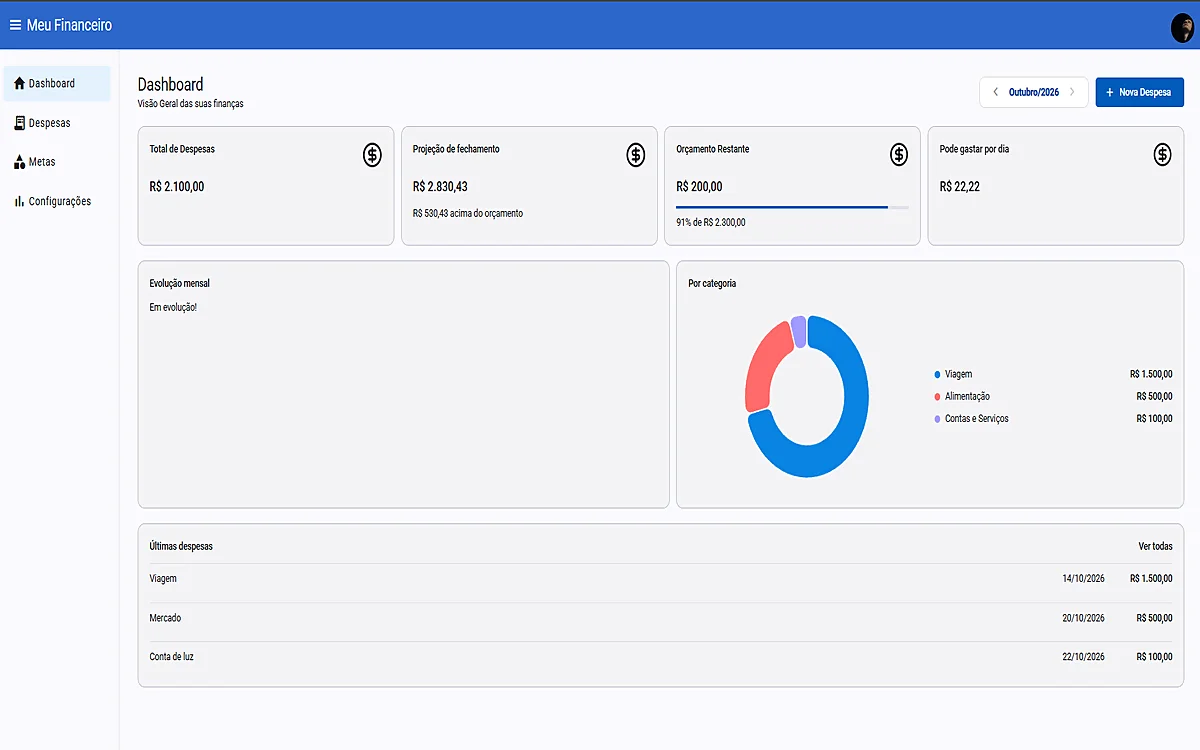 Meu Financeiro
Dashboard
Despesas
Metas
Configurações
Dashboard
Visão Geral das suas finanças
Outubro/2026
+ Nova Despesa
Total de Despesas
R$ 2.100,00
Projeção de fechamento
R$ 2.830,43
R$ 530,43 acima do orçamento
Orçamento Restante
R$ 200,00
91% de R$ 2.300,00
Pode gastar por dia
R$ 22,22
Evolução mensal
Em evolução!
Por categoria
Viagem R$ 1.500,00
Alimentação R$ 500,00
Contas e Serviços R$ 100,00
Últimas despesas Ver todas
Viagem 14/10/2026 R$ 1.500,00
Mercado 20/10/2026 R$ 500,00
Conta de luz 22/10/2026 R$ 100,00